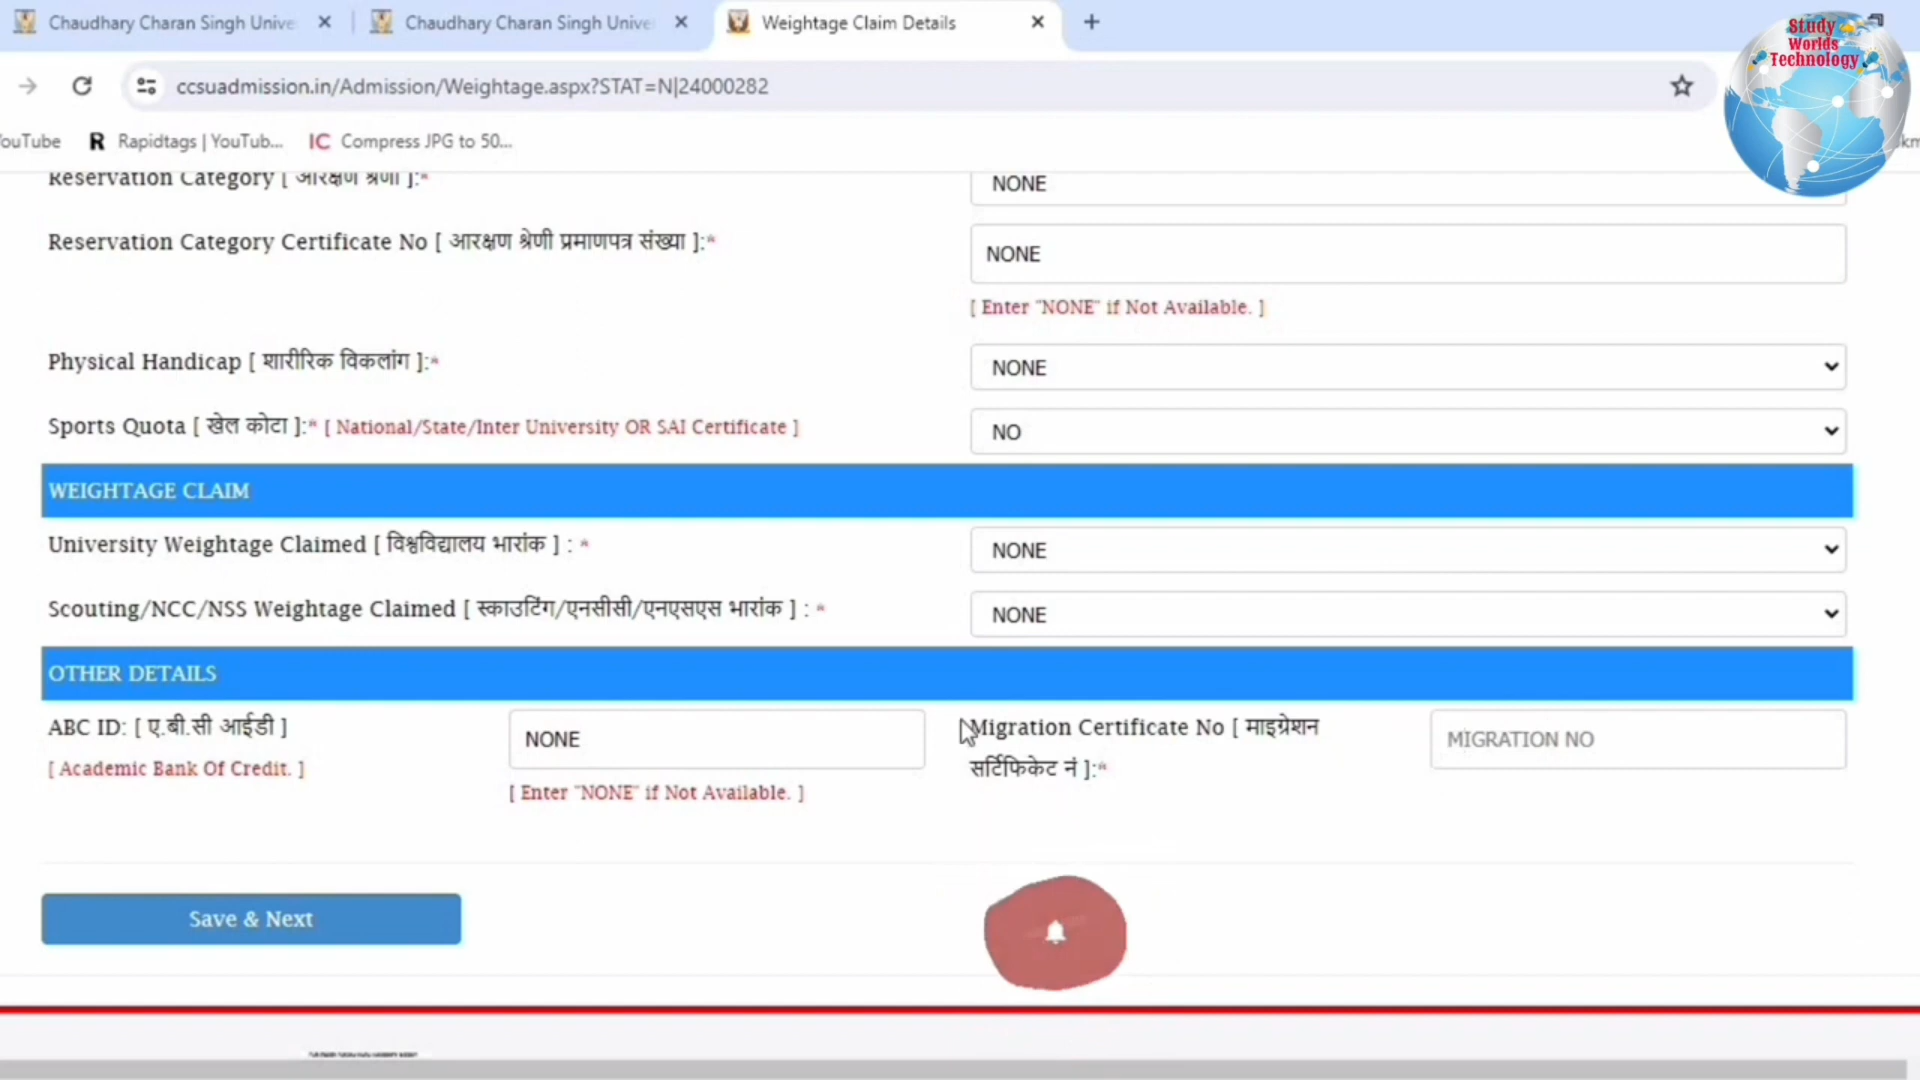 Chaudhary Charan Singh Unive
Chaudhary Charan Singh Unive
Weightage Claim Details
Study
Worlds
Technology
ccsuadmission.in/Admission/Weightage.aspx?STAT=N|24000282
ouTube
R Rapidtags | YouTub...
IC Compress JPG to 50...
Reservation Category [ आरक्षण श्रेणी ]:*
NONE
Reservation Category Certificate No [ आरक्षण श्रेणी प्रमाणपत्र संख्या ]:*
NONE
[ Enter "NONE" if Not Available. ]
Physical Handicap [ शारीरिक विकलांग ]:*
NONE
Sports Quota [ खेल कोटा ]:* [ National/State/Inter University OR SAI Certificate ]
NO
WEIGHTAGE CLAIM
University Weightage Claimed [ विश्वविद्यालय भारांक ] : *
NONE
Scouting/NCC/NSS Weightage Claimed [ स्काउटिंग/एनसीसी/एनएसएस भारांक ] : *
NONE
OTHER DETAILS
ABC ID: [ ए.बी.सी आईडी ]
[ Academic Bank Of Credit. ]
NONE
[ Enter "NONE" if Not Available. ]
Migration Certificate No [ माइग्रेशन
सर्टिफिकेट नं ]:*
MIGRATION NO
Save & Next